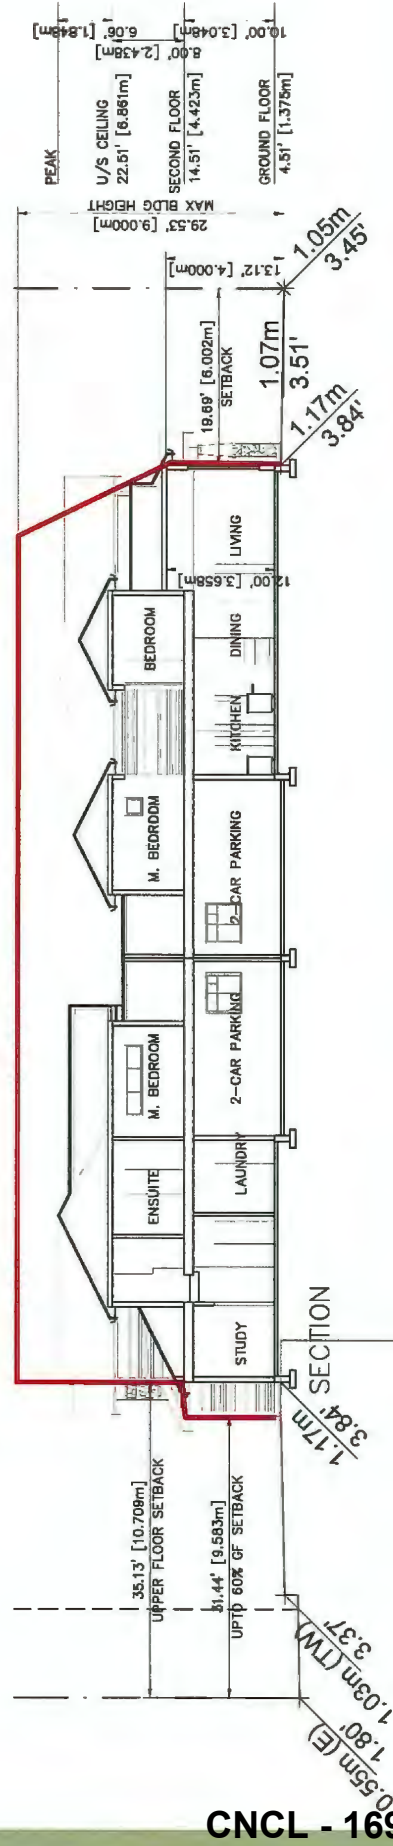 10.00' [3.048m]
6.06' [1.848m]
8.00' [2.438m]
PEAK
U/S CEILING
22.51' [6.861m]
SECOND FLOOR
14.51' [4.423m]
GROUND FLOOR
4.51' [1.375m]
29.53' [9.000m]
MAX BLDG HEIGHT
13.12' [4.000m]
1.05m
3.45'
19.69' [6.002m]
SETBACK
1.07m
3.51'
1.17m
3.84'
LIVING
12.00' [3.658m]
DINING
KITCHEN
BEDROOM
M. BEDROOM
2-CAR PARKING
2-CAR PARKING
M. BEDROOM
ENSUITE
LAUNDRY
STUDY
SECTION
1.17m
3.84'
35.13' [10.709m]
UPPER FLOOR SETBACK
31.44' [9.583m]
UPTO 60% GF SETBACK
1.03m (TW)
3.37'
0.55m (E)
1.80'
CNCL - 169